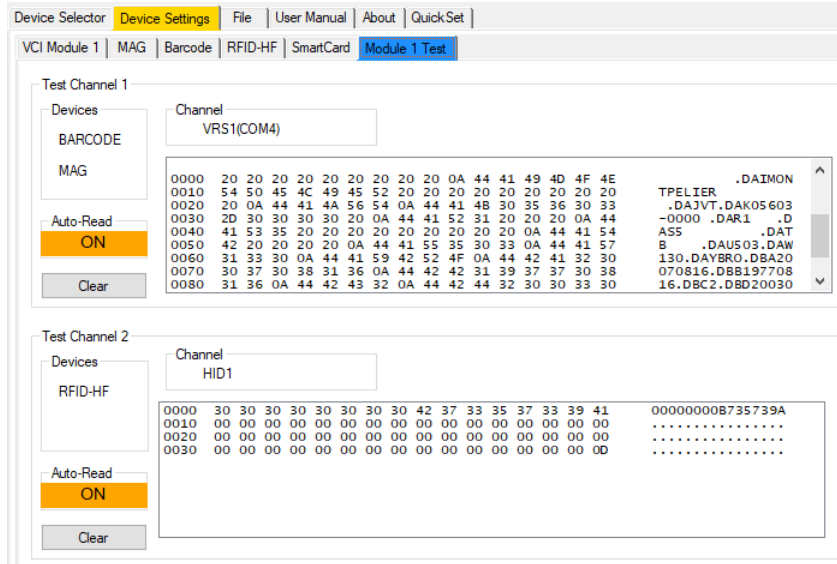 Device Selector Device Settings File User Manual About QuickSet
VCI Module 1 MAG Barcode RFID-HF SmartCard Module 1 Test
Test Channel 1
Devices
BARCODE
MAG
Channel
VRS1(COM4)
Auto-Read
ON
Clear
0000 20 20 20 20 20 20 20 20 20 0A 44 41 49 4D 4F 4E .DAIMON
0010 54 50 45 4C 49 45 52 20 20 20 20 20 20 20 20 20 TPELIER
0020 20 0A 44 41 4A 56 54 0A 44 41 4B 30 35 36 30 33 .DAJVT.DAK05603
0030 2D 30 30 30 30 20 0A 44 41 52 31 20 20 20 0A 44 -0000 .DAR1 .D
0040 41 53 35 20 20 20 20 20 20 20 20 20 0A 44 41 54 AS5 .DAT
0050 42 20 20 20 20 0A 44 41 55 35 30 33 0A 44 41 57 B .DAU503.DAW
0060 31 33 30 0A 44 41 59 42 52 4F 0A 44 42 41 32 30 130.DAYBRO.DBA20
0070 30 37 30 38 31 36 0A 44 42 42 31 39 37 37 30 38 070816.DBB197708
0080 31 36 0A 44 42 43 32 0A 44 42 44 32 30 30 33 30 16.DBC2.DBD20030
Test Channel 2
Devices
RFID-HF
Channel
HID1
Auto-Read
ON
Clear
0000 30 30 30 30 30 30 30 30 42 37 33 35 37 33 39 41 00000000B735739A
0010 00 00 00 00 00 00 00 00 00 00 00 00 00 00 00 00 ................
0020 00 00 00 00 00 00 00 00 00 00 00 00 00 00 00 00 ................
0030 00 00 00 00 00 00 00 00 00 00 00 00 00 00 00 0D ................